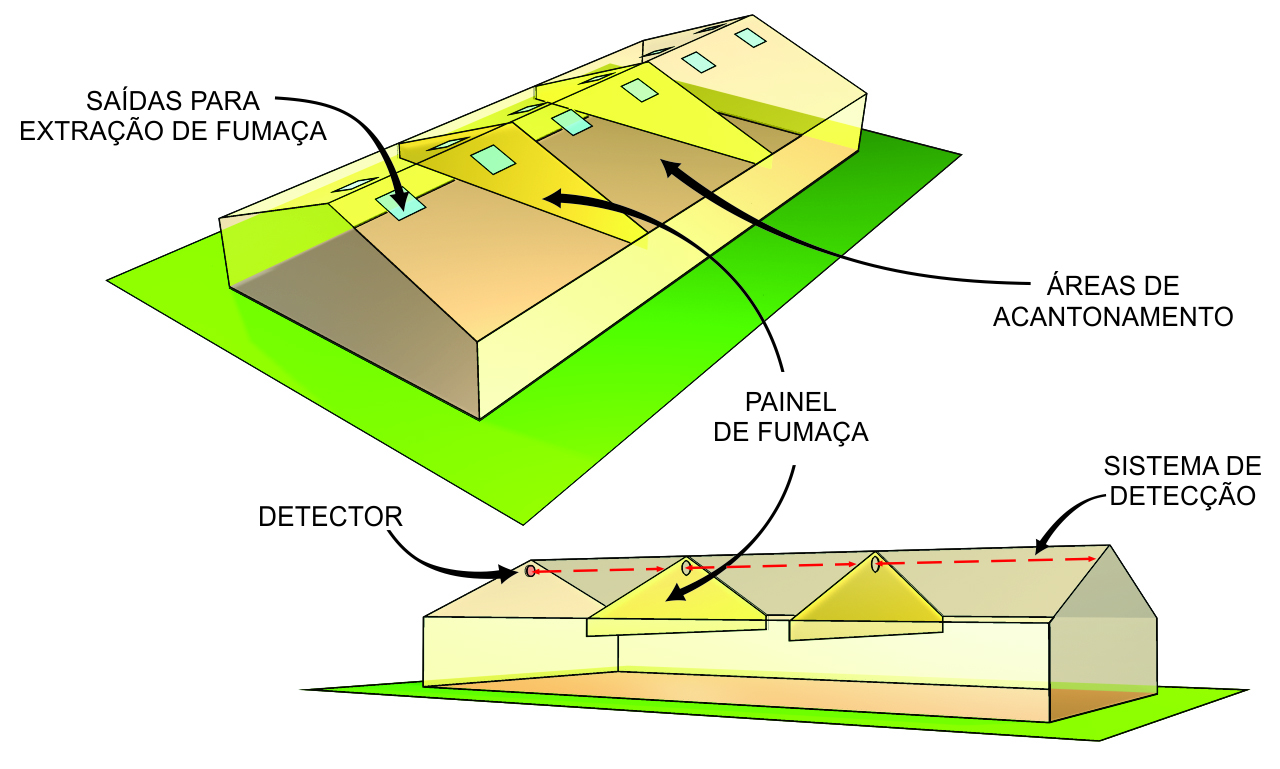 SAÍDAS PARA
EXTRAÇÃO DE FUMAÇA
ÁREAS DE
ACANTONAMENTO
PAINEL
DE FUMAÇA
SISTEMA DE
DETECÇÃO
DETECTOR